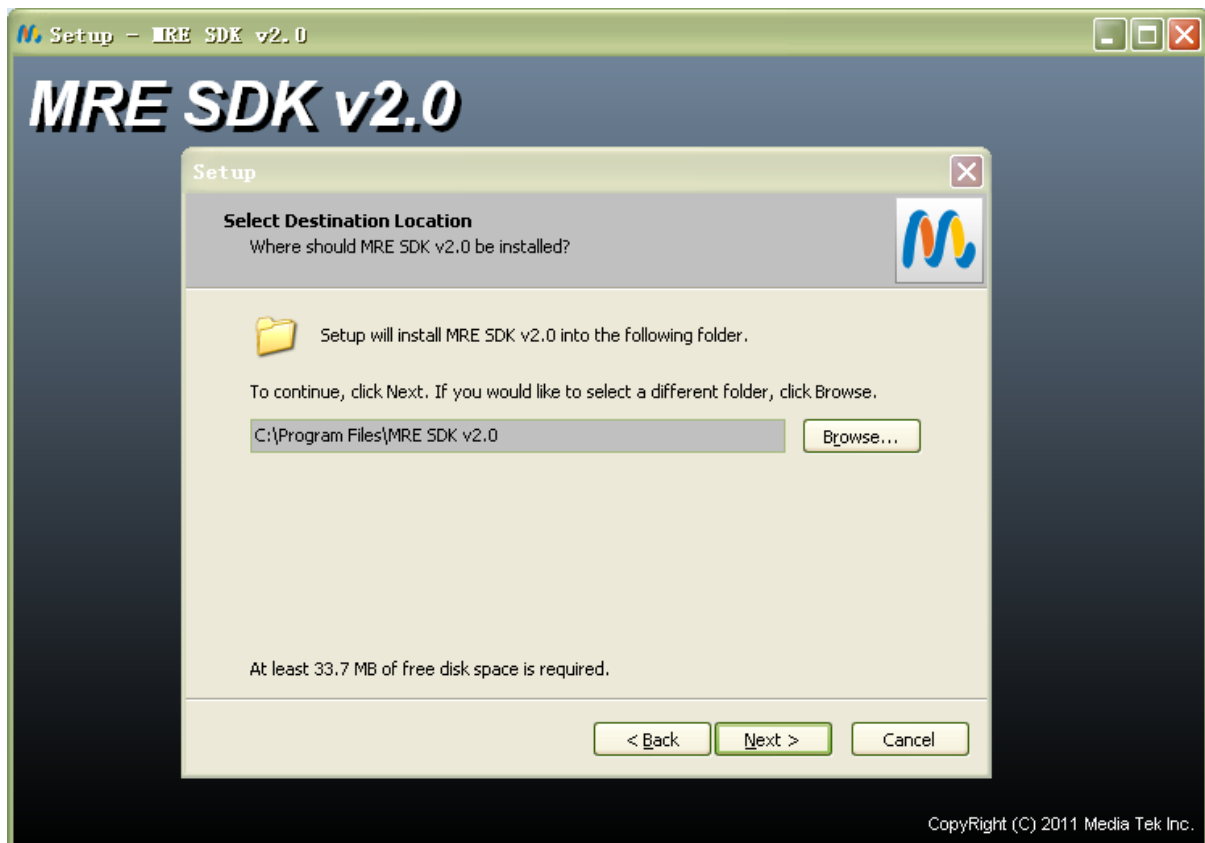 Setup - MRE SDK v2.0
MRE SDK v2.0
Setup
Select Destination Location
Where should MRE SDK v2.0 be installed?
Setup will install MRE SDK v2.0 into the following folder.
To continue, click Next. If you would like to select a different folder, click Browse.
C:\Program Files\MRE SDK v2.0
Browse...
At least 33.7 MB of free disk space is required.
< Back Next > Cancel
CopyRight (C) 2011 Media Tek Inc.